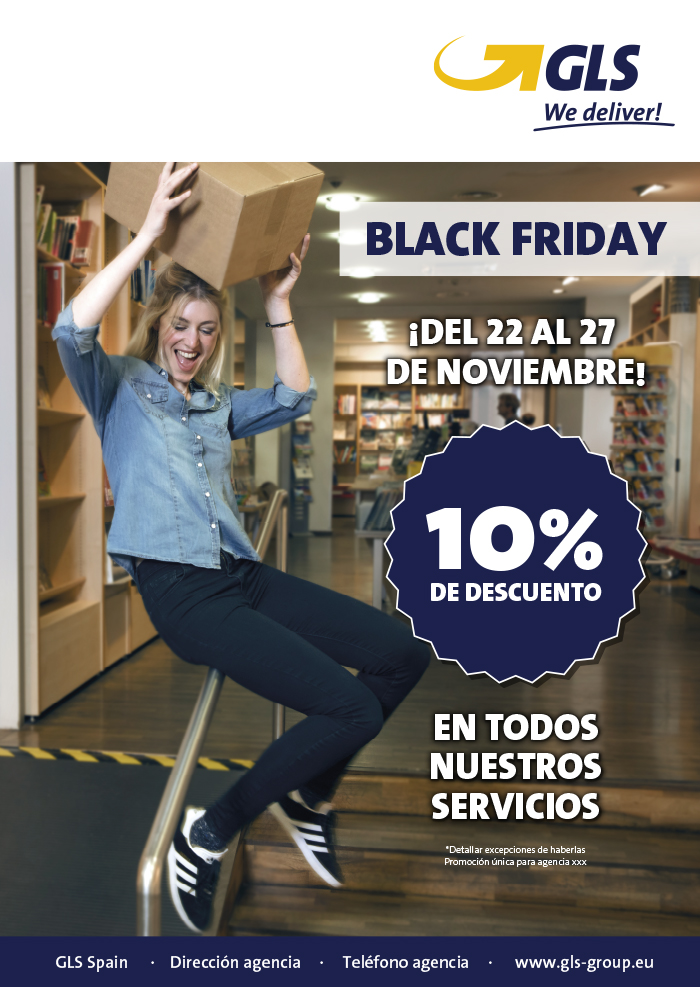 GLS
We deliver!
BLACK FRIDAY
¡DEL 22 AL 27
DE NOVIEMBRE!
10%
DE DESCUENTO
EN TODOS
NUESTROS
SERVICIOS
*Detallar excepciones de haberlas
Promoción única para agencia xxx
GLS Spain · Dirección agencia · Teléfono agencia · www.gls-group.eu